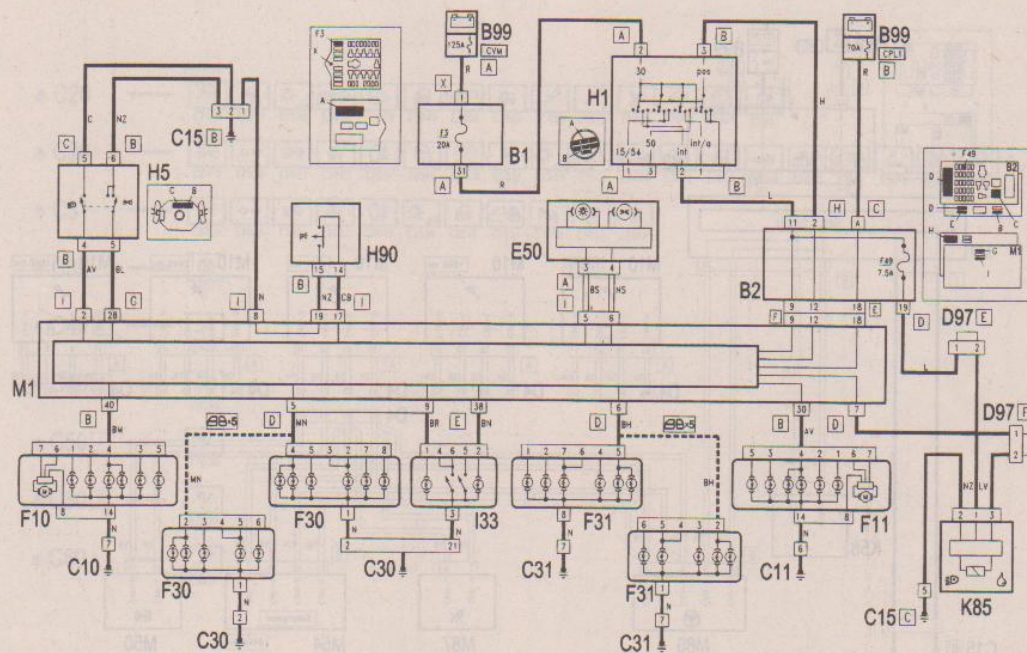 F3
X
A
B99
125A
CVM
A
R
X
1
F3
20A
B1
31
A
R
A
B
2
3
30
pos
H1
50
int/a
15/54
int
1
3
2
1
A
B
A
B
L
H
B99
70A
CPL1
B
R
F49
B2
D
D
E
B
C
H
G
M1
I
3 2 1
C15 B
C
NZ
C
B
5
6
H5
C B
4
5
B
AV
BL
I
G
2
28
I
N
8
H90
15 14
B
NZ
CB
I
19 17
E50
3
4
A
I
BS
NS
5
6
H
C
11
2
A
F49
7.5A
B2
9
12
18
19
F
E
D
9
12
18
D97 E
1 2
L
M1
40
5
9
38
6
30
7
B
BW
D
MN
BR
E
BN
D
BH
B
AV
D
D97 F
1
2
7 6 1 2 4 3 5
F10
8
14
N
7
C10
MN
2 3 4 5 6
F30
1
N
2
C30
4 5 3 2 7 8
F30
1
N
2
21
C30
1 4 6 5 2
I33
3
N
1 2 7 6 4 5
F31
8
N
7
C31
BH
6 5 4 3 2
F31
1
N
7
C31
5 3 4 2 1 6 7
F11
14
8
N
6
C11
NZ
LV
2 1 3
K85
5
C15 C